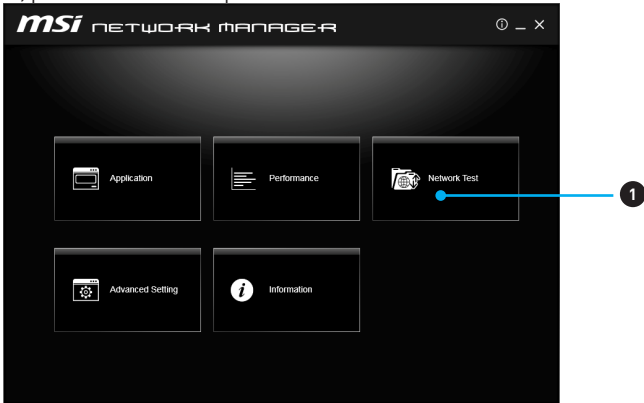 msi NETWORK MANAGER
Application
Performance
Network Test
1
Advanced Setting
i
Information